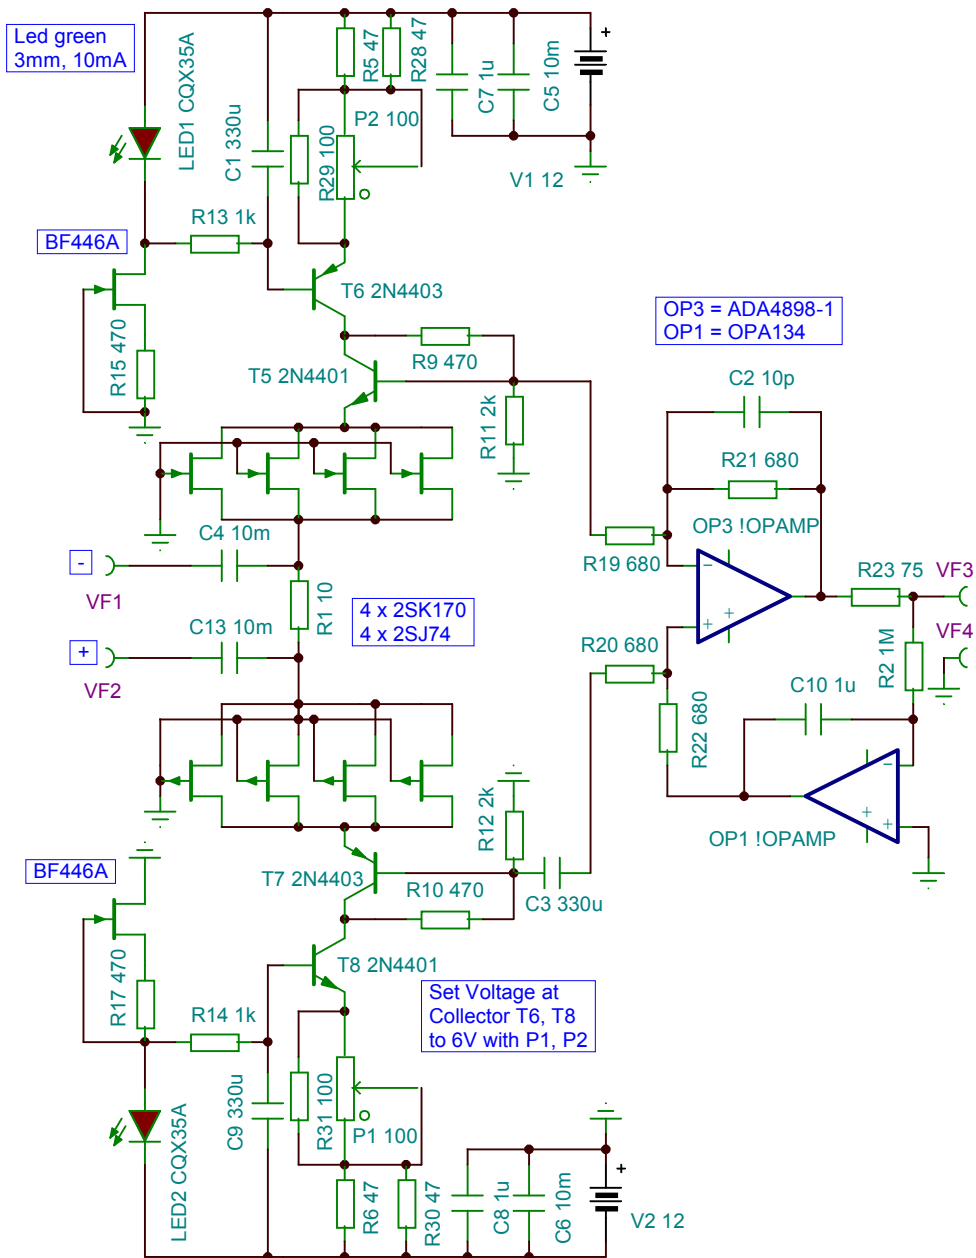 Led green
3mm, 10mA
LED1 CQX35A
C1 330u
R5 47
R28 47
C7 1u
C5 10m
+
P2 100
R29 100
V1 12
R13 1k
BF446A
T6 2N4403
R15 470
R9 470
OP3 = ADA4898-1
OP1 = OPA134
T5 2N4401
R11 2k
C2 10p
R21 680
OP3 !OPAMP
C4 10m
-
VF1
R1 10
R19 680
R23 75
VF3
4 x 2SK170
4 x 2SJ74
C13 10m
+
VF2
R20 680
VF4
R2 1M
R22 680
C10 1u
OP1 !OPAMP
R12 2k
BF446A
T7 2N4403
R10 470
C3 330u
T8 2N4401
R17 470
R14 1k
Set Voltage at
Collector T6, T8
to 6V with P1, P2
C9 330u
R31 100
P1 100
LED2 CQX35A
R6 47
R30 47
C8 1u
C6 10m
+
V2 12